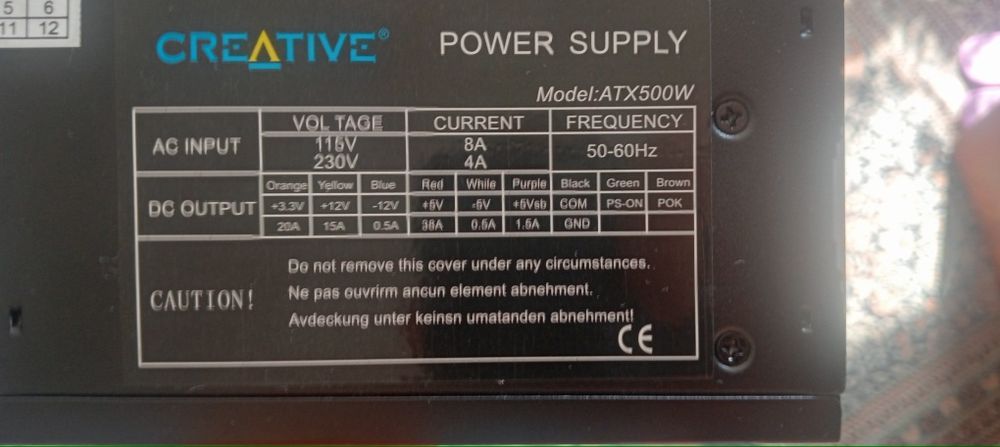 5 6
11 12
CREATIVE®
POWER SUPPLY
Model:ATX500W
AC INPUT
VOL TAGE CURRENT FREQUENCY
115V 8A 50-60Hz
230V 4A
DC OUTPUT
Orange Yellow Blue Red White Purple Black Green Brown
+3.3V +12V -12V +5V -5V +5Vsb COM PS-ON POK
20A 15A 0.5A 38A 0.5A 1.5A GND
CAUTION!
Do not remove this cover under any circumstances.
Ne pas ouvrirm ancun element abnehment.
Avdeckung unter keinsn umatanden abnehment!
CE